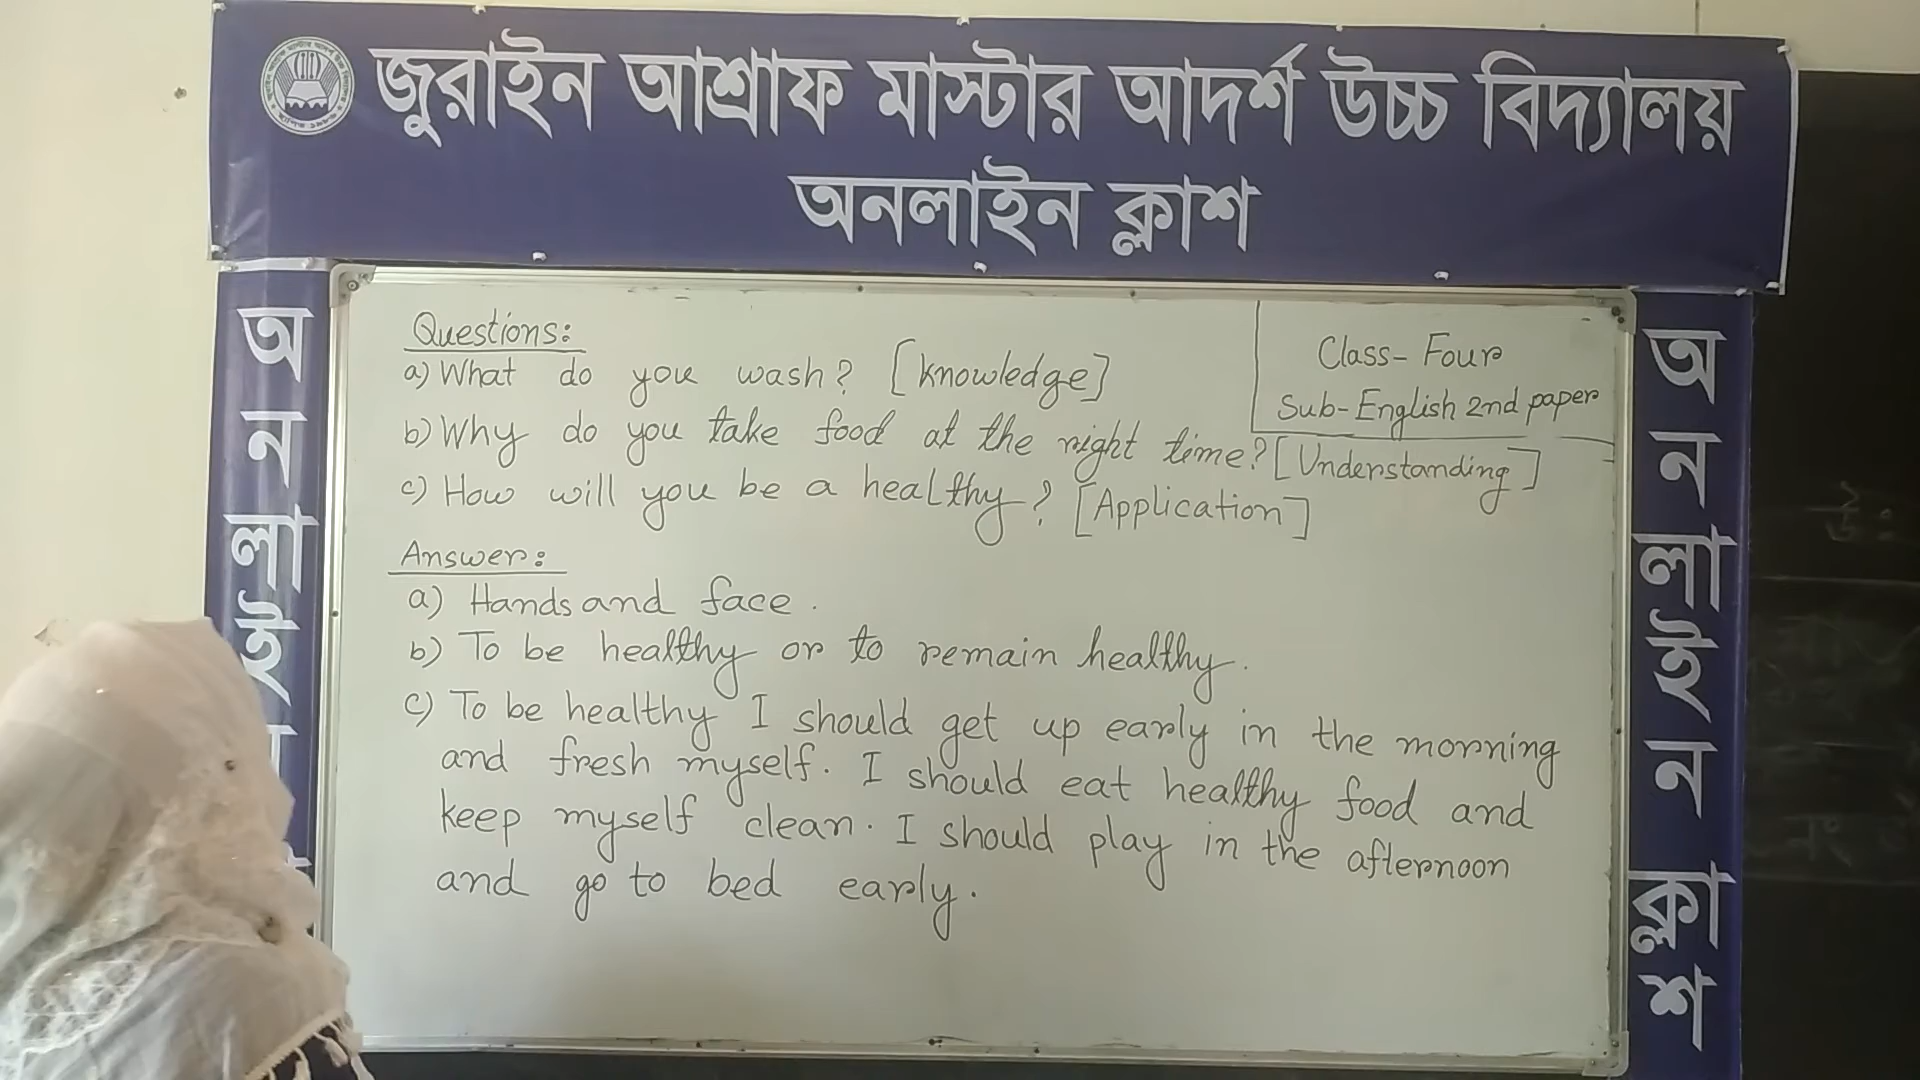 জুরাইন আশ্রাফ মাস্টার আদর্শ উচ্চ বিদ্যালয়
অনলাইন ক্লাশ
Class- Four
Sub- English 2nd paper
Questions:
a) What do you wash? [knowledge]
b) Why do you take food at the right time? [Understanding]
c) How will you be a healthy? [Application]
Answer:
a) Hands and face.
b) To be healthy or to remain healthy.
c) To be healthy I should get up early in the morning
and fresh myself. I should eat healthy food and
keep myself clean. I should play in the afternoon
and go to bed early.
অনলাইন
অনলাইন ক্লাশ